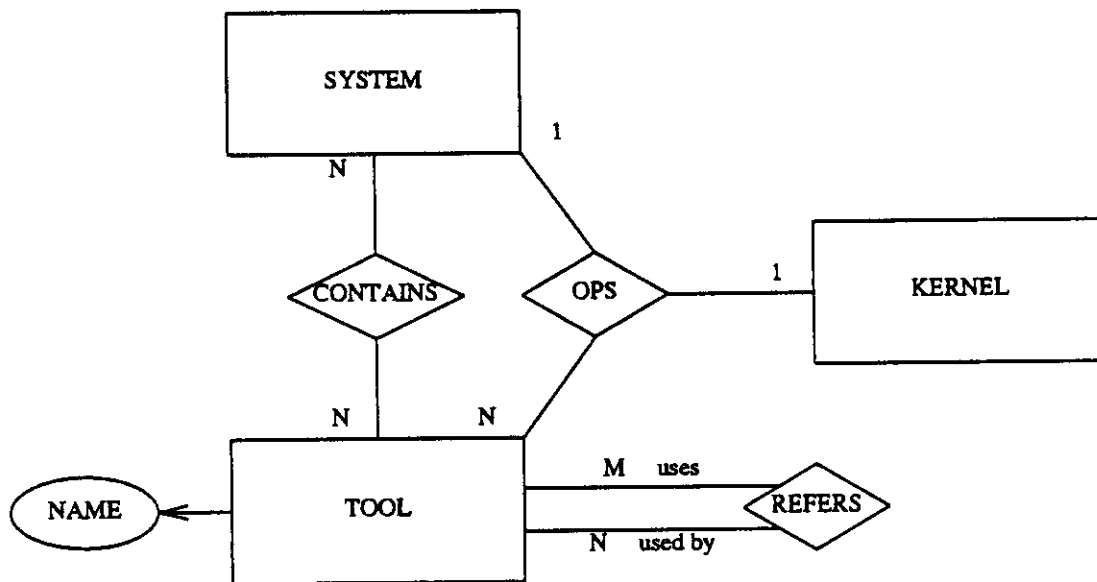 SYSTEM
1
N
CONTAINS
OPS
1
KERNEL
N
N
M uses
NAME
TOOL
REFERS
N used by